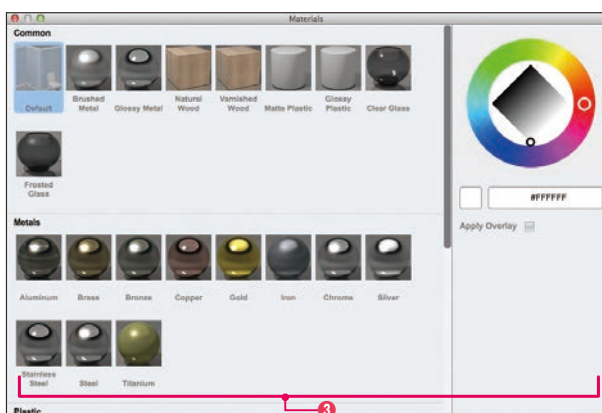 Materials
Common
Default
Brushed Metal
Glossy Metal
Natural Wood
Varnished Wood
Matte Plastic
Glossy Plastic
Clear Glass
Frosted Glass
#FFFFFF
Apply Overlay
Metals
Aluminum
Brass
Bronze
Copper
Gold
Iron
Chrome
Silver
Stainless Steel
Steel
Titanium
3
Plastic